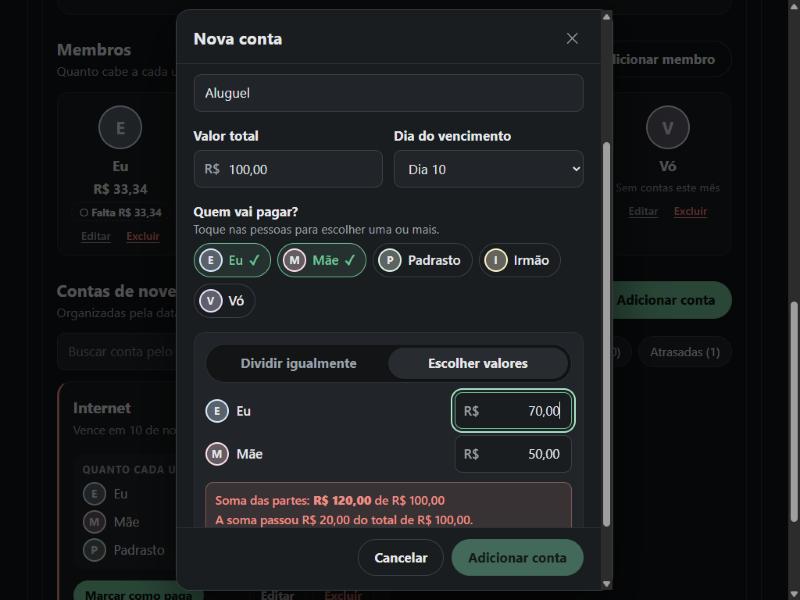 Nova conta
Aluguel
Valor total
Dia do vencimento
R$ 100,00
Dia 10
Quem vai pagar?
Toque nas pessoas para escolher uma ou mais.
E Eu ✓
M Mãe ✓
P Padrasto
I Irmão
V Vó
Dividir igualmente
Escolher valores
E Eu
R$ 70,00
M Mãe
R$ 50,00
Soma das partes: R$ 120,00 de R$ 100,00
A soma passou R$ 20,00 do total de R$ 100,00.
Cancelar
Adicionar conta
Membros
Quanto cabe a cada
E
Eu
R$ 33,34
Falta R$ 33,34
Editar
Excluir
dicionar membro
V
Vó
Sem contas este mês
Editar
Excluir
Contas de nove
Organizadas pela data
Adicionar conta
Buscar conta pelo
Atrasadas (1)
Internet
Vence em 10 de no
QUANTO CADA U
E Eu
M Mãe
P Padrasto
Marcar como paga
Editar
Excluir